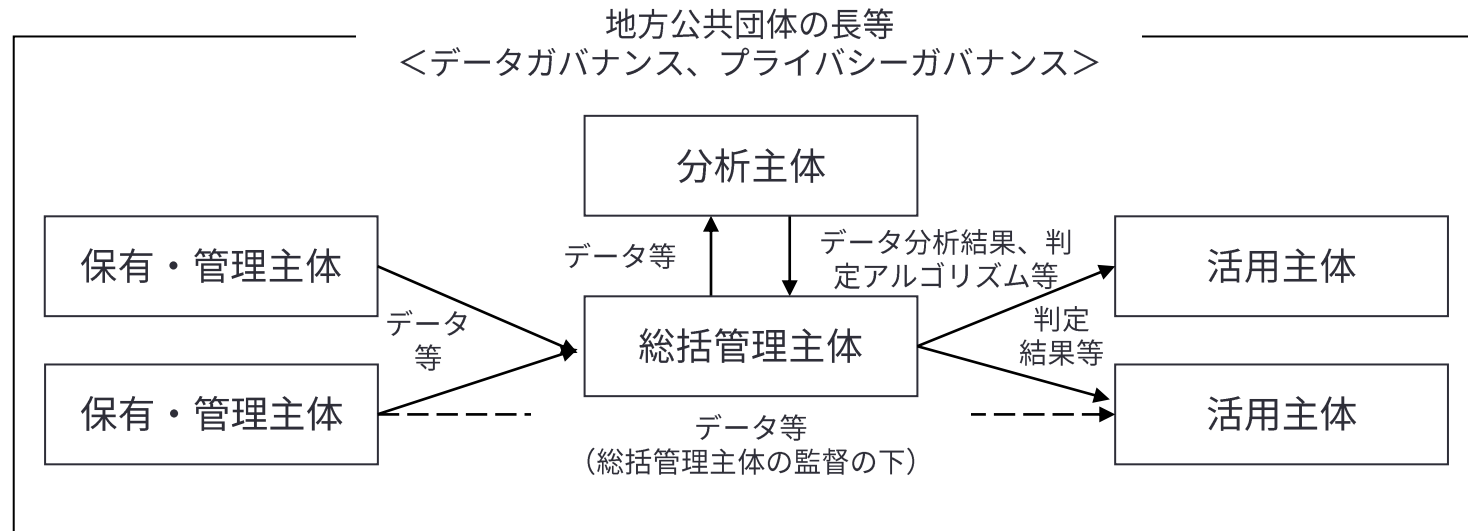 地方公共団体の長等
＜データガバナンス、プライバシーガバナンス＞
分析主体
保有・管理主体
データ等
データ分析結果、判
定アルゴリズム等
活用主体
データ
等
総括管理主体
判定
結果等
保有・管理主体
データ等
（総括管理主体の監督の下）
活用主体